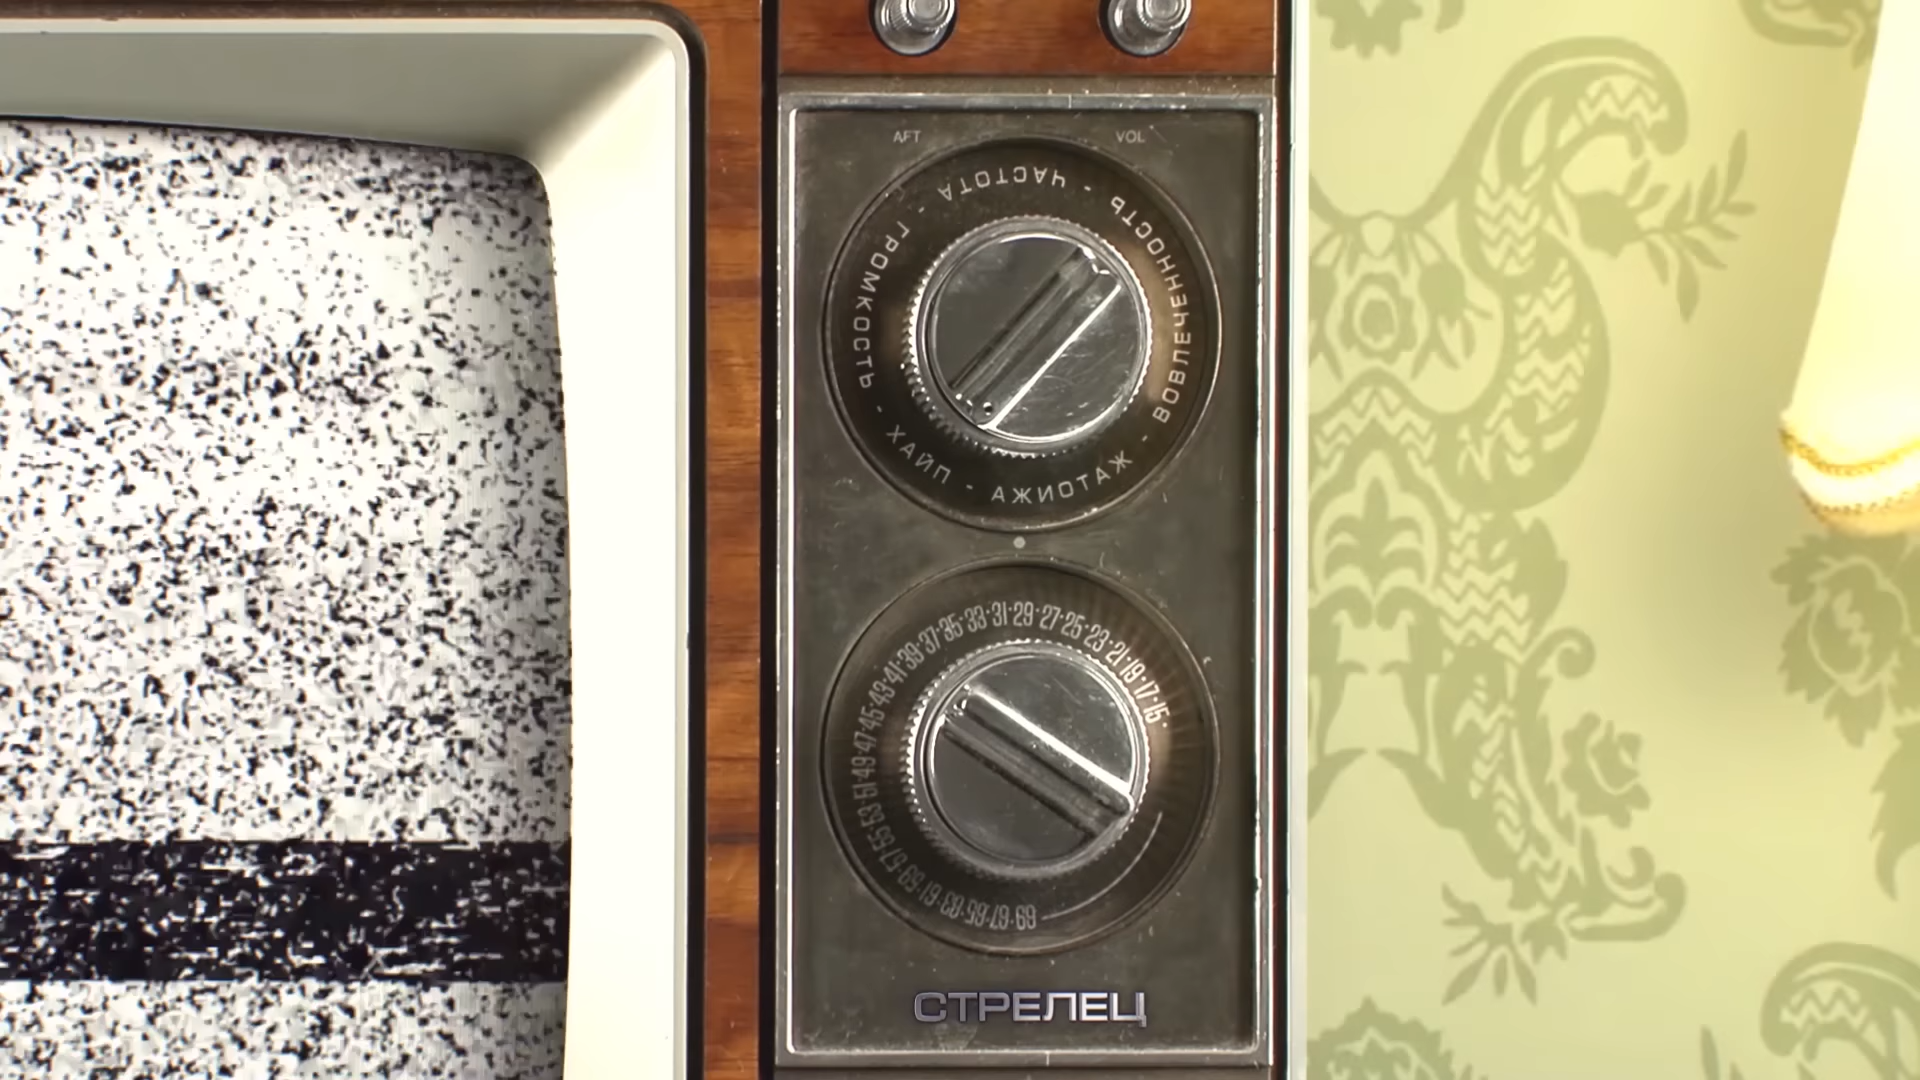 AFT
VOL
ЧАСТОТА - ГРОМКОСТЬ - ХАЙП - АЖИОТАЖ - ВОВЛЕЧЕННОСТЬ -
15·17·19·21·23·25·27·29·31·33·35·37·39·41·43·45·47·49·51·53·55·57·59·61·63·65·67·69
СТРЕЛЕЦ